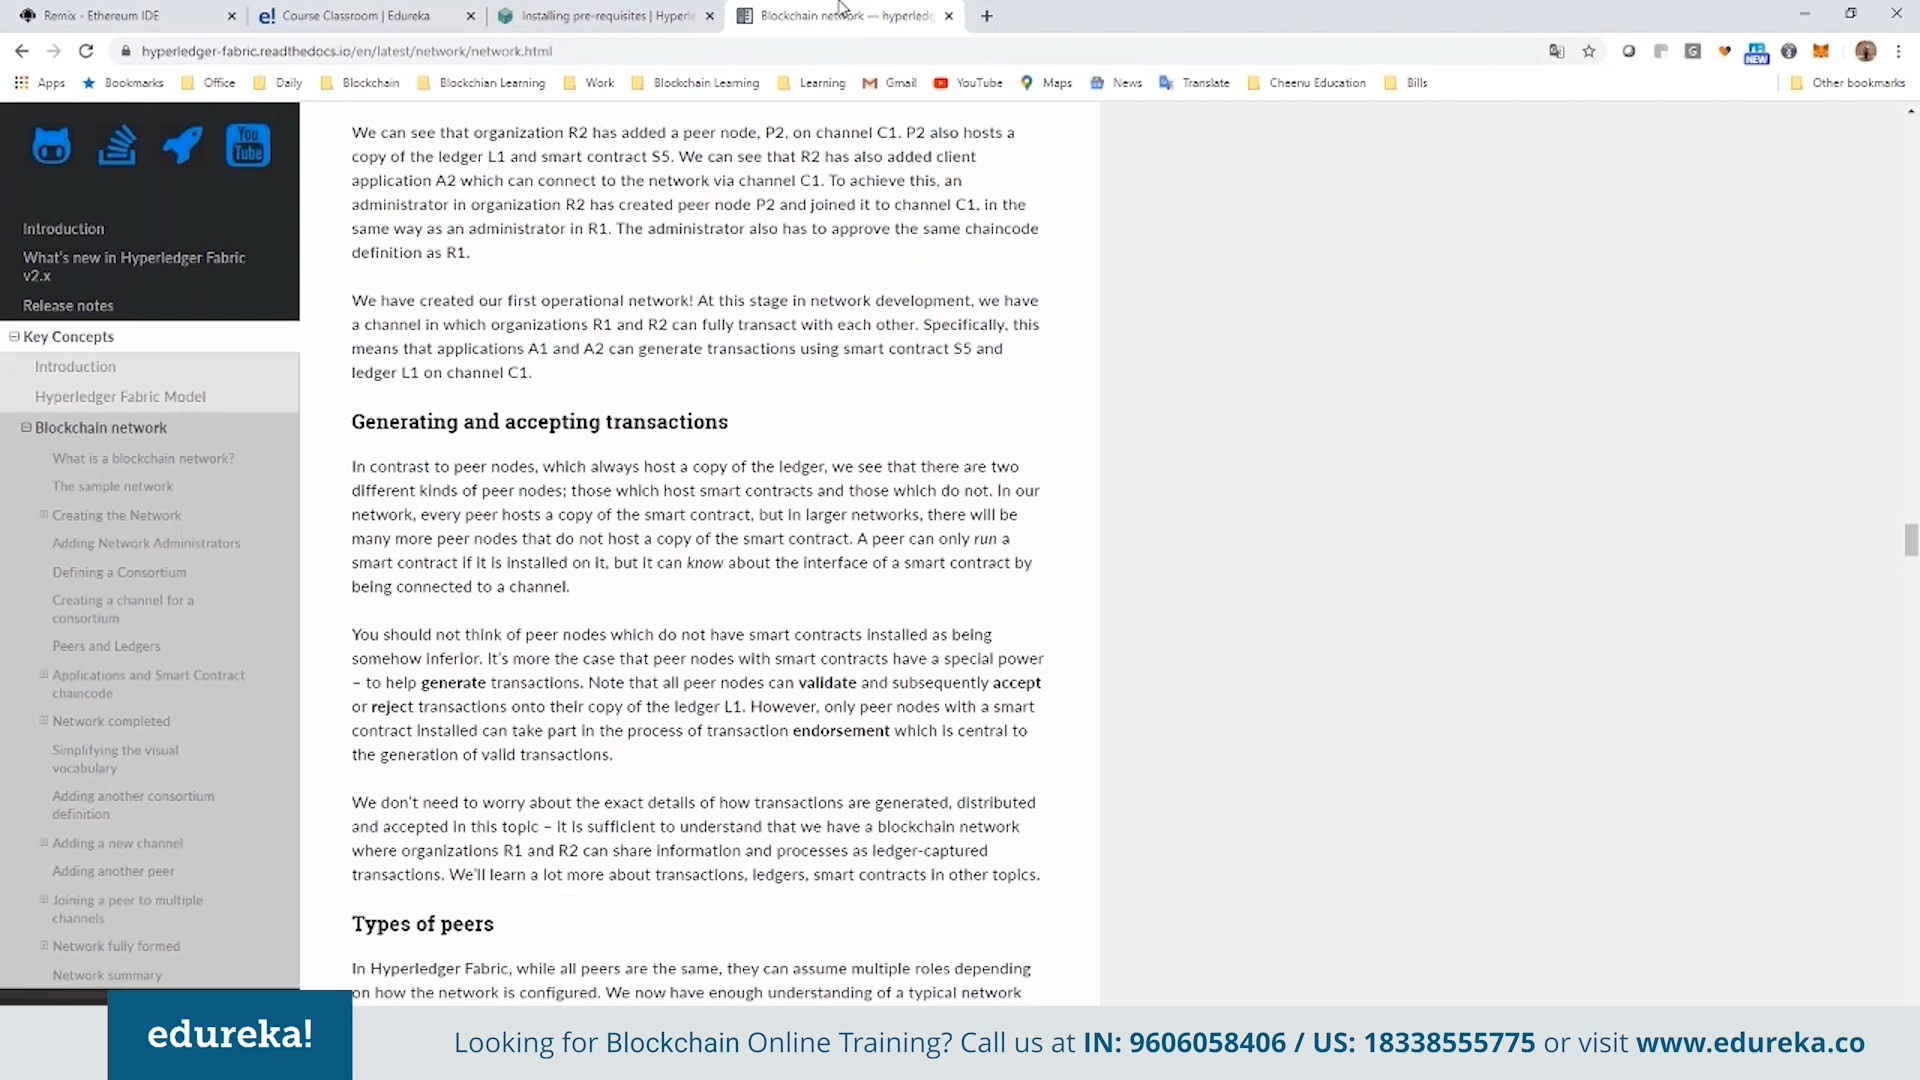 Remix - Ethereum IDE
e! Course Classroom | Edureka
Installing pre-requisites | Hyperle
Blockchain network — hyperledg
hyperledger-fabric.readthedocs.io/en/latest/network/network.html
NEW
Apps
Bookmarks
Office
Daily
Blockchain
Blockchian Learning
Work
Blockchain Learning
Learning
Gmail
YouTube
Maps
News
Translate
Cheenu Education
Bills
Other bookmarks
You
Tube
Introduction
What's new in Hyperledger Fabric
v2.x
Release notes
Key Concepts
Introduction
Hyperledger Fabric Model
Blockchain network
What is a blockchain network?
The sample network
Creating the Network
Adding Network Administrators
Defining a Consortium
Creating a channel for a
consortium
Peers and Ledgers
Applications and Smart Contract
chaincode
Network completed
Simplifying the visual
vocabulary
Adding another consortium
definition
Adding a new channel
Adding another peer
Joining a peer to multiple
channels
Network fully formed
Network summary
We can see that organization R2 has added a peer node, P2, on channel C1. P2 also hosts a
copy of the ledger L1 and smart contract S5. We can see that R2 has also added client
application A2 which can connect to the network via channel C1. To achieve this, an
administrator in organization R2 has created peer node P2 and joined it to channel C1, in the
same way as an administrator in R1. The administrator also has to approve the same chaincode
definition as R1.
We have created our first operational network! At this stage in network development, we have
a channel in which organizations R1 and R2 can fully transact with each other. Specifically, this
means that applications A1 and A2 can generate transactions using smart contract S5 and
ledger L1 on channel C1.
Generating and accepting transactions
In contrast to peer nodes, which always host a copy of the ledger, we see that there are two
different kinds of peer nodes; those which host smart contracts and those which do not. In our
network, every peer hosts a copy of the smart contract, but in larger networks, there will be
many more peer nodes that do not host a copy of the smart contract. A peer can only run a
smart contract if it is installed on it, but it can know about the interface of a smart contract by
being connected to a channel.
You should not think of peer nodes which do not have smart contracts installed as being
somehow inferior. It's more the case that peer nodes with smart contracts have a special power
– to help generate transactions. Note that all peer nodes can validate and subsequently accept
or reject transactions onto their copy of the ledger L1. However, only peer nodes with a smart
contract installed can take part in the process of transaction endorsement which is central to
the generation of valid transactions.
We don't need to worry about the exact details of how transactions are generated, distributed
and accepted in this topic – it is sufficient to understand that we have a blockchain network
where organizations R1 and R2 can share information and processes as ledger-captured
transactions. We'll learn a lot more about transactions, ledgers, smart contracts in other topics.
Types of peers
In Hyperledger Fabric, while all peers are the same, they can assume multiple roles depending
on how the network is configured. We now have enough understanding of a typical network
edureka!
Looking for Blockchain Online Training? Call us at IN: 9606058406 / US: 18338555775 or visit www.edureka.co